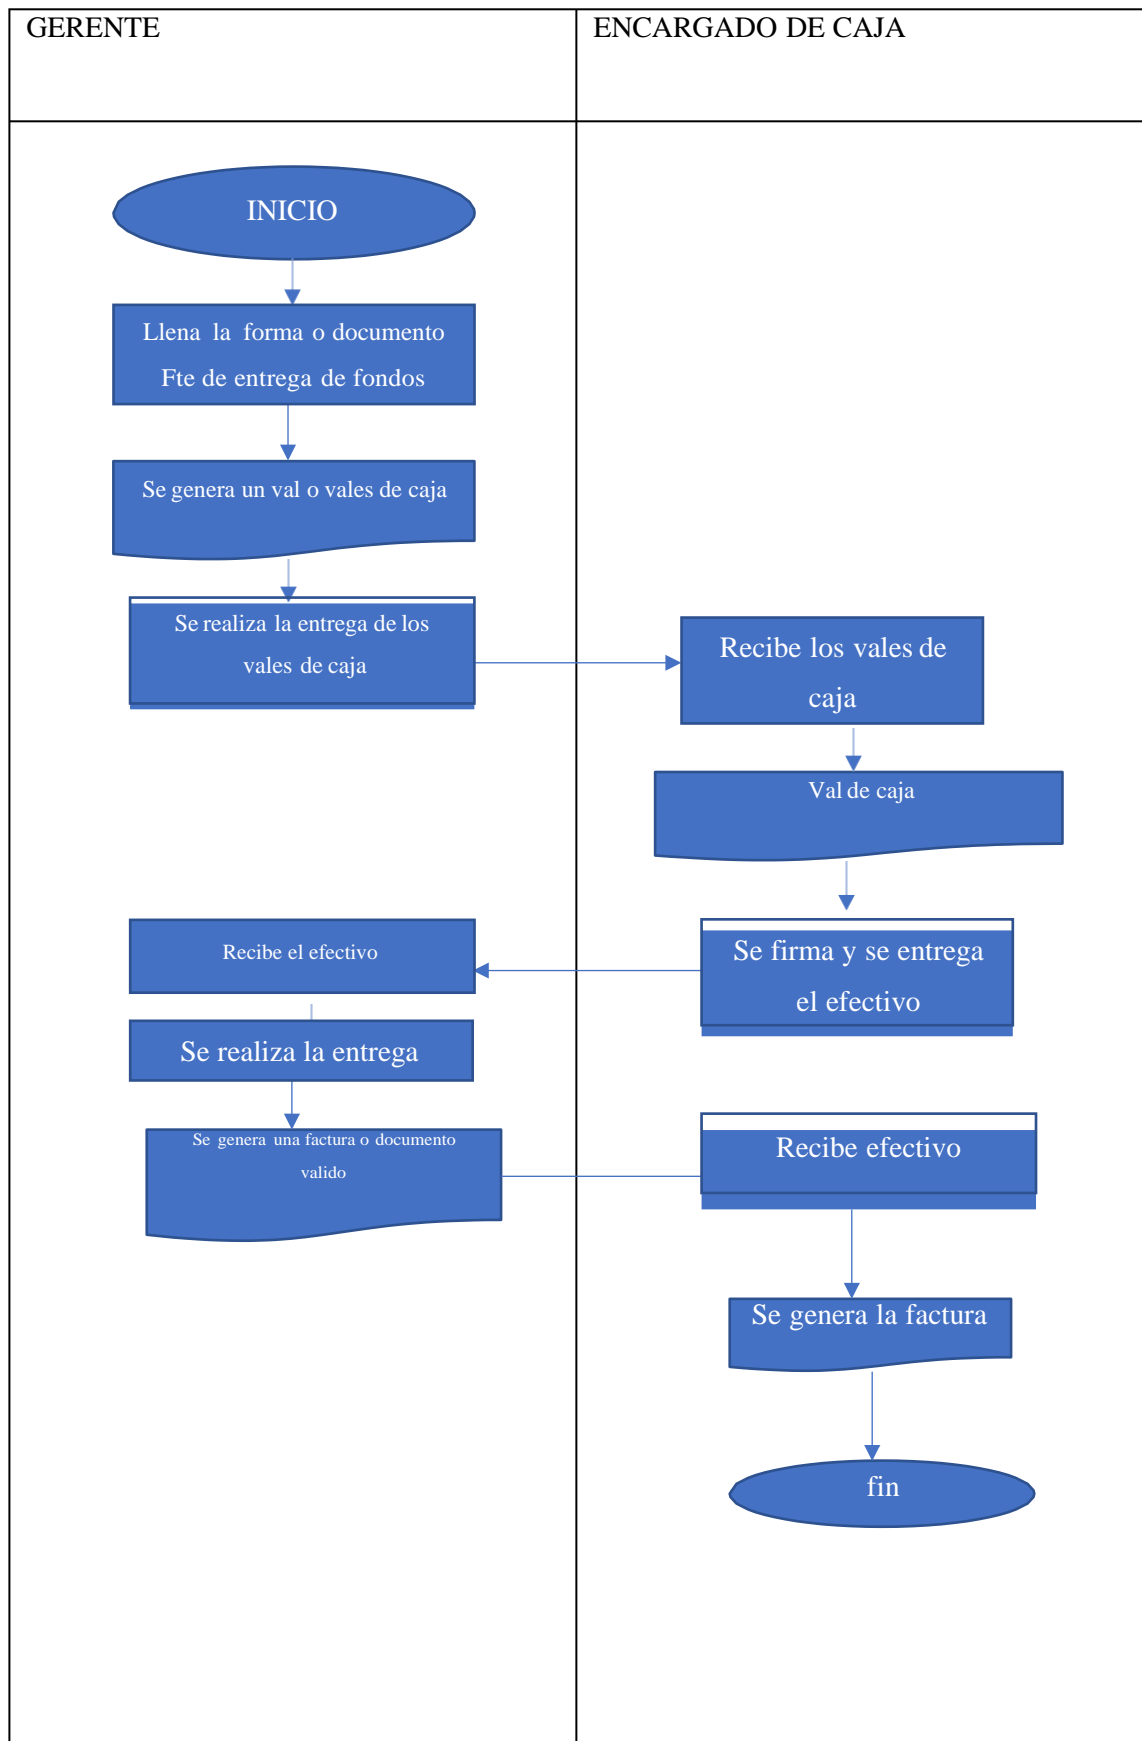 GERENTE
ENCARGADO DE CAJA
INICIO
Llena la forma o documento
Fte de entrega de fondos
Se genera un val o vales de caja
Se realiza la entrega de los
vales de caja
Recibe los vales de
caja
Val de caja
Se firma y se entrega
el efectivo
Recibe el efectivo
Se realiza la entrega
Se genera una factura o documento
valido
Recibe efectivo
Se genera la factura
fin